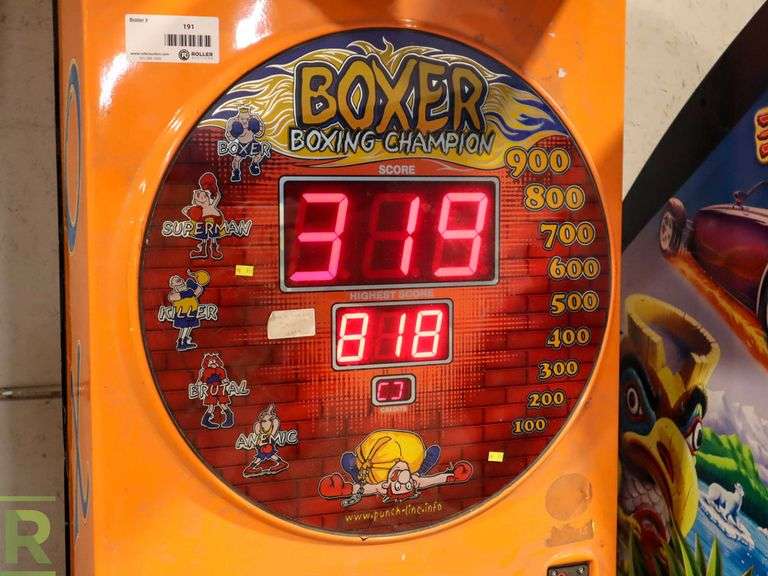 191
ROLLER
BOXER
BOXING CHAMPION
SCORE
319
HIGHEST SCORE
818
CREDITS
900
800
700
600
500
400
300
200
100
BOXER
SUPERMAN
KILLER
BRUTAL
ANEMIC
www.punch-line.info
R